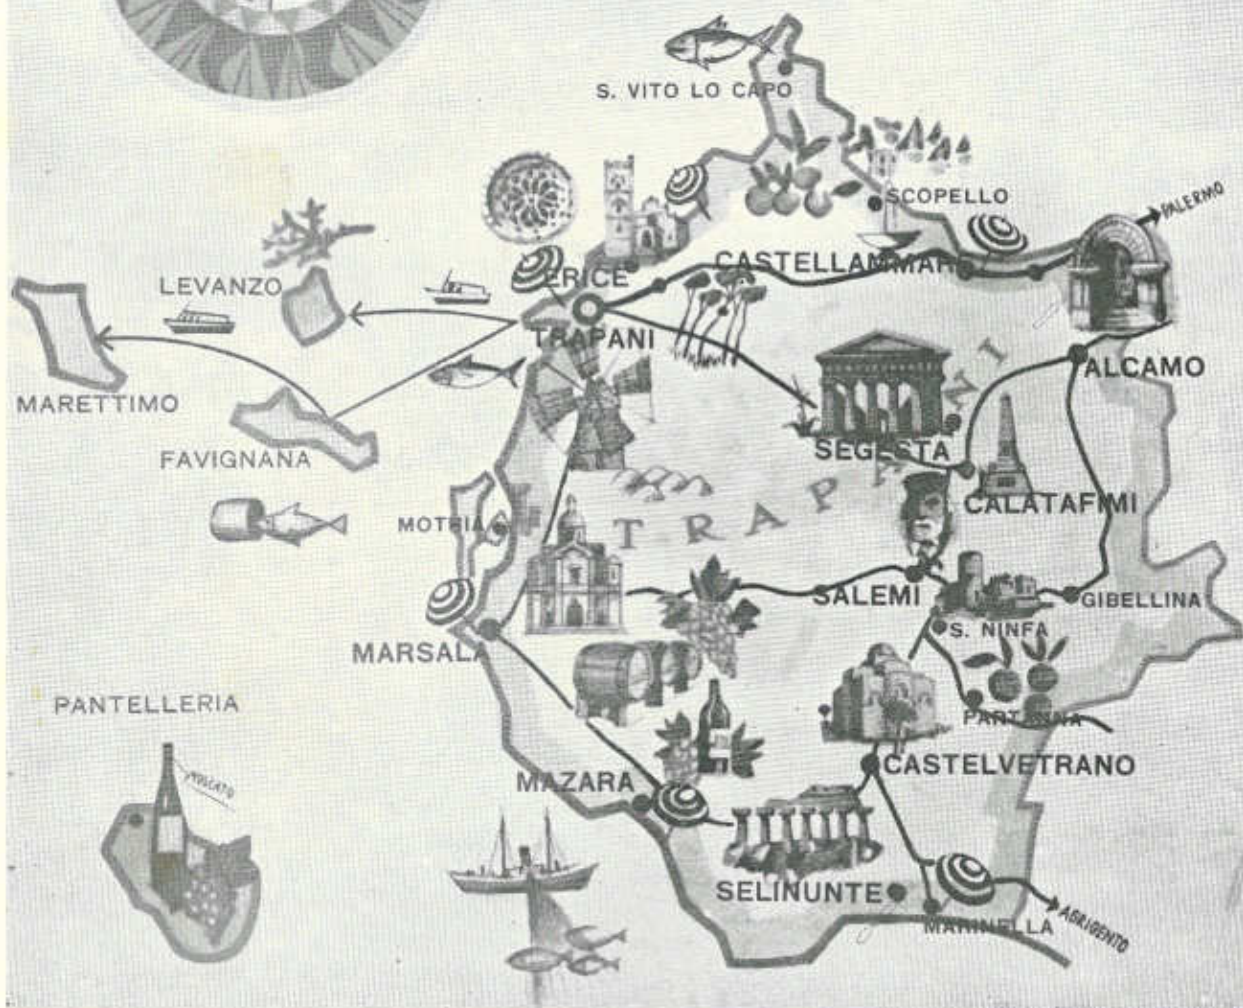 S. VITO LO CAPO
SCOPELLO
PALERMO
ERICE
CASTELLAMMARE
LEVANZO
TRAPANI
MARETTIMO
ALCAMO
FAVIGNANA
SEGESTA
CALATAFIMI
TRAPANI
MOTHIA
SALEMI
GIBELLINA
S. NINFA
MARSALA
PANTELLERIA
PARTANNA
MOSCATO
CASTELVETRANO
MAZARA
SELINUNTE
MARINELLA
AGRIGENTO